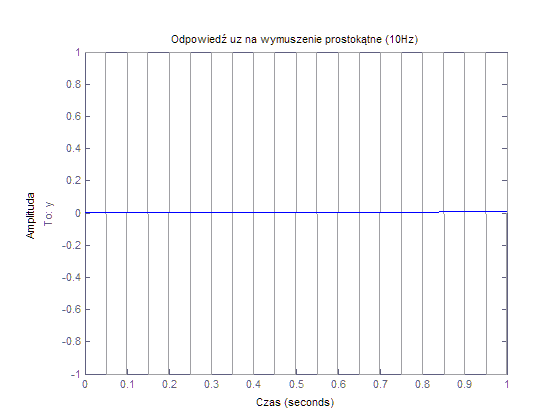 Odpowiedź uz na wymuszenie prostokątne (10Hz)
1
0.8
0.6
0.4
0.2
0
-0.2
-0.4
-0.6
-0.8
-1
Amplituda
To: y
0 0.1 0.2 0.3 0.4 0.5 0.6 0.7 0.8 0.9 1
Czas (seconds)